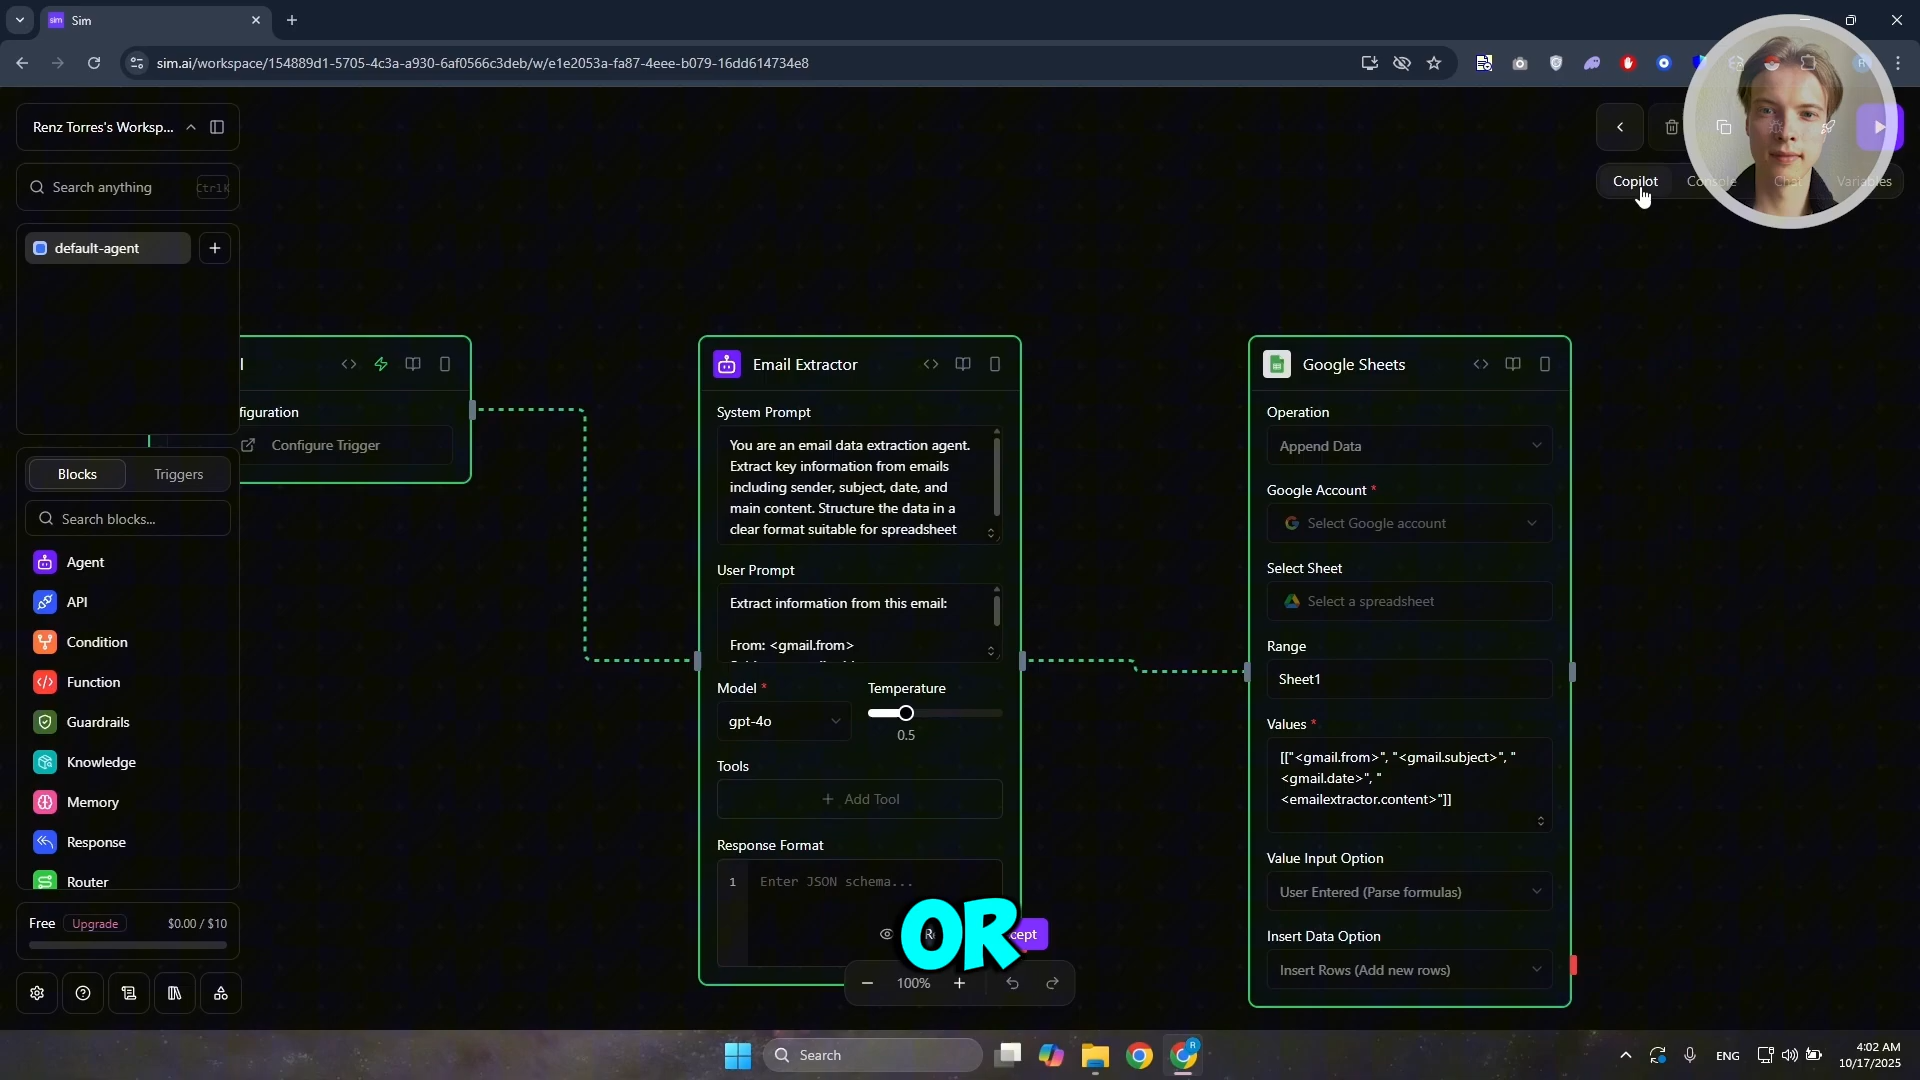 Sim
sim.ai/workspace/154889d1-5705-4c3a-a930-6af0566c3deb/w/e1e2053a-fa87-4eee-b079-16dd614734e8
Renz Torres's Worksp...
Search anything
Ctrl K
default-agent
Blocks
Triggers
Search blocks...
Agent
API
Condition
Function
Guardrails
Knowledge
Memory
Response
Router
Free
Upgrade
$0.00 / $10
figuration
Configure Trigger
Email Extractor
System Prompt
You are an email data extraction agent.
Extract key information from emails
including sender, subject, date, and
main content. Structure the data in a
clear format suitable for spreadsheet
User Prompt
Extract information from this email:
From: <gmail.from>
Model *
gpt-4o
Temperature
0.5
Tools
Add Tool
Response Format
1
Enter JSON schema...
OR
cept
100%
Copilot
Console
Chat
Variables
Google Sheets
Operation
Append Data
Google Account *
Select Google account
Select Sheet
Select a spreadsheet
Range
Sheet1
Values *
[["<gmail.from>", "<gmail.subject>", "
<gmail.date>", "
<emailextractor.content>"]]
Value Input Option
User Entered (Parse formulas)
Insert Data Option
Insert Rows (Add new rows)
Search
ENG
4:02 AM
10/17/2025